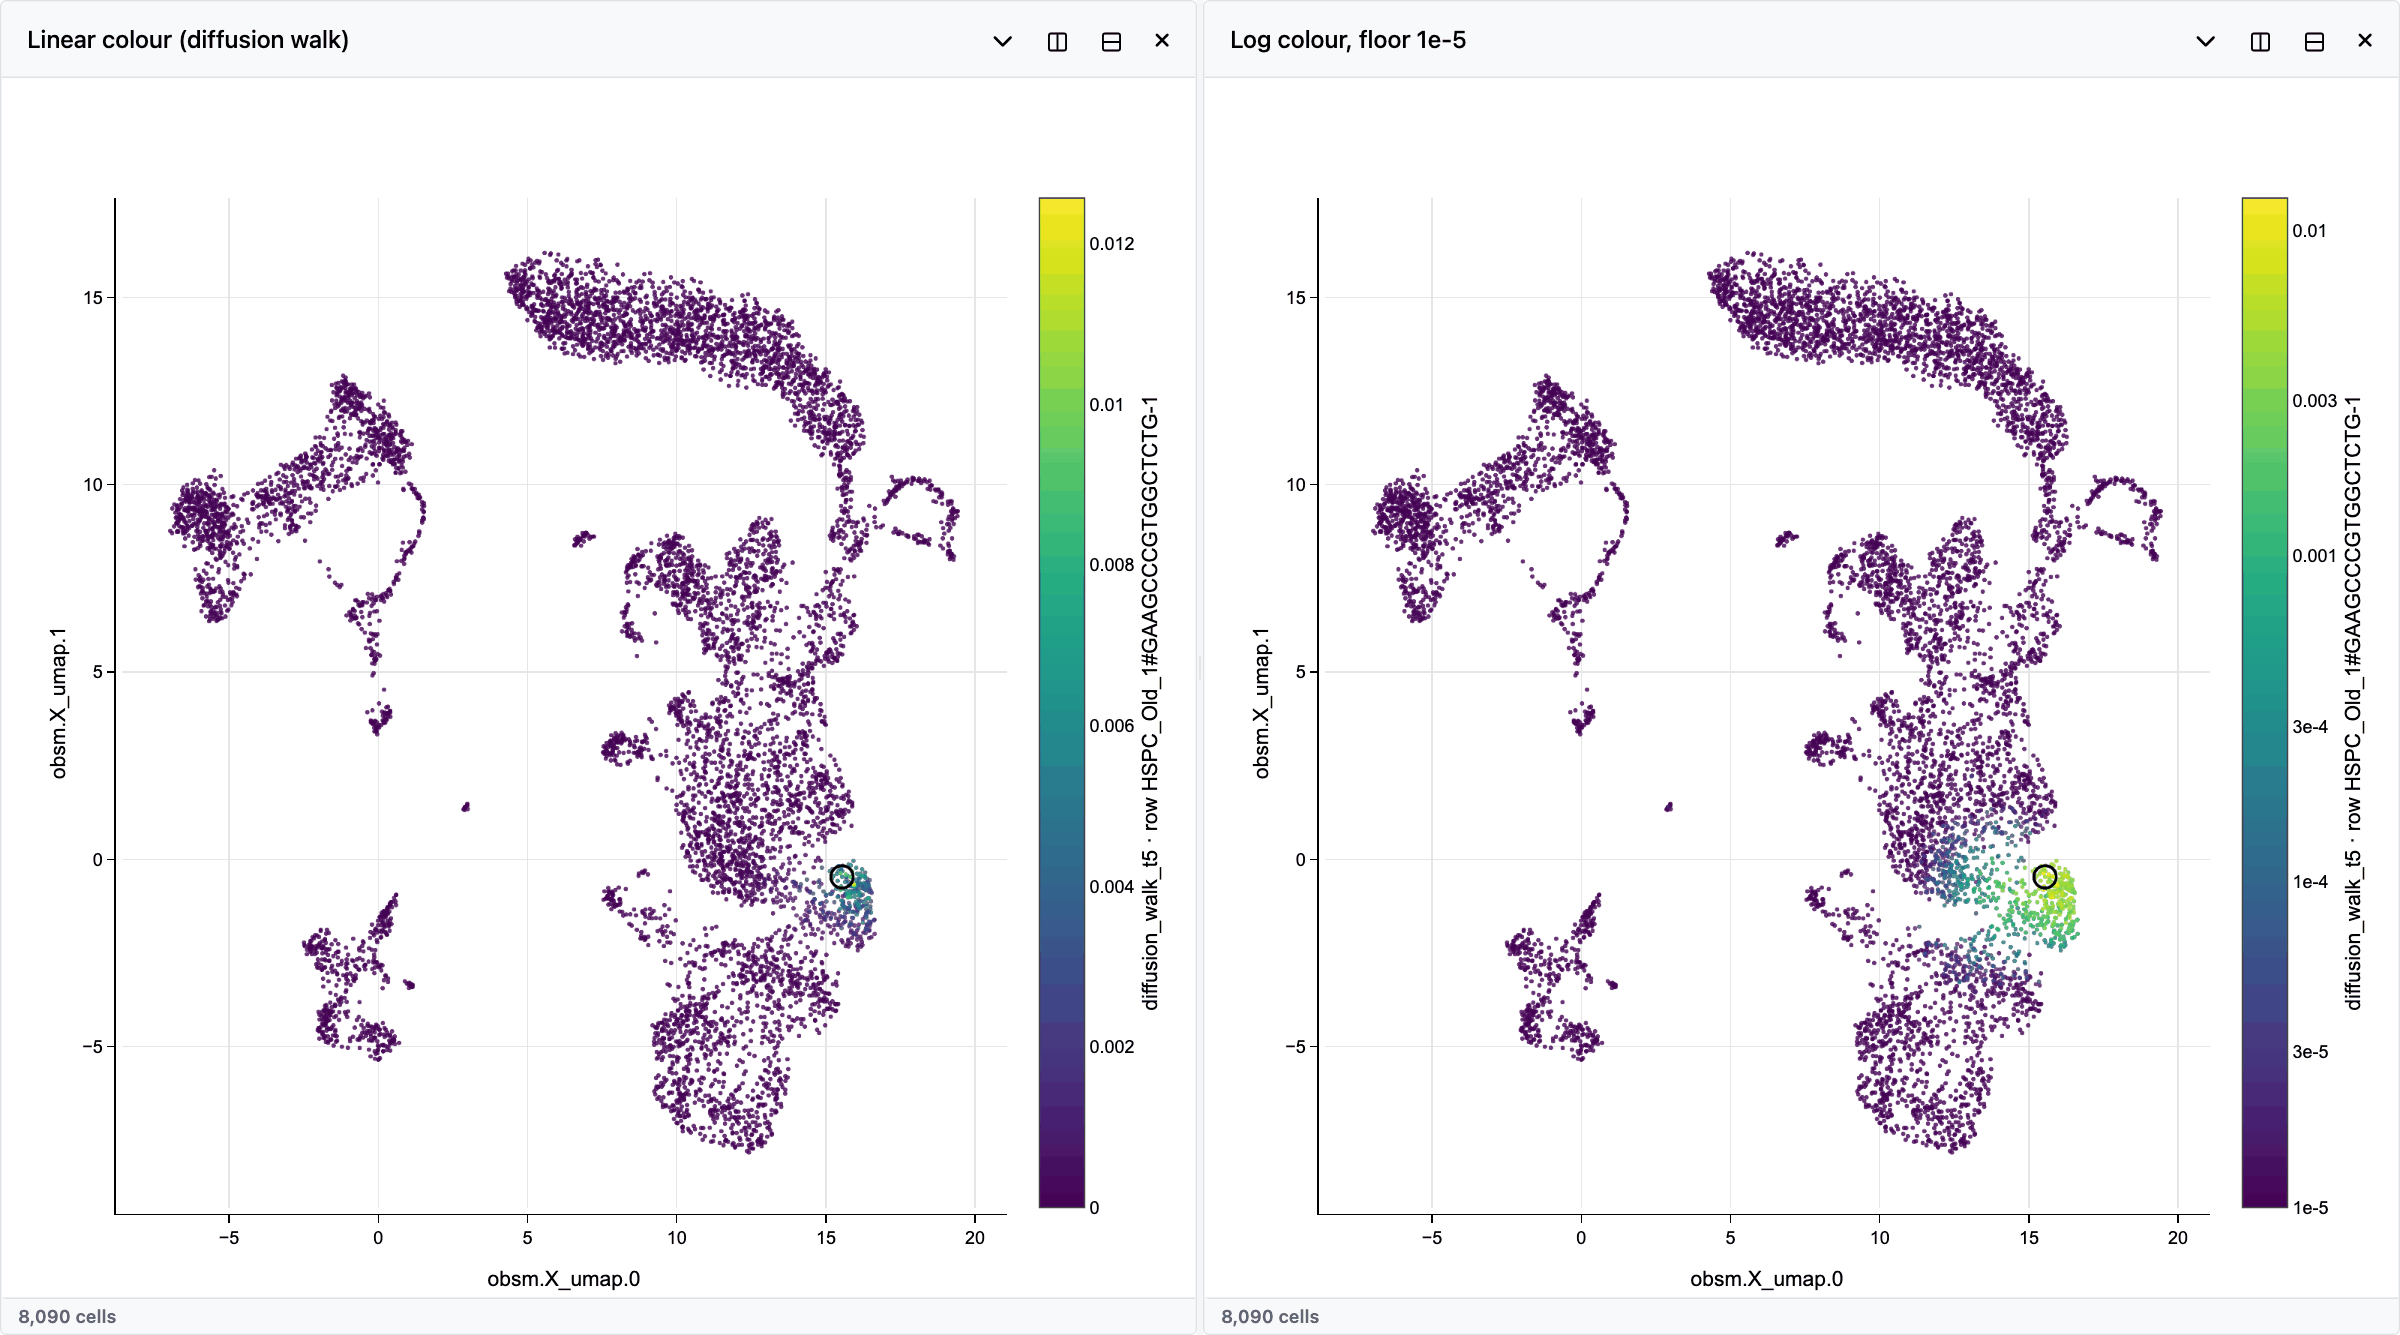 Linear colour (diffusion walk)
15
10
5
0
−5
−5
0
5
10
15
20
obsm.X_umap.1
obsm.X_umap.0
0.012
0.01
0.008
0.006
0.004
0.002
0
diffusion_walk_t5 · row HSPC_Old_1#GAAGCCCGTGGCTCTG-1
8,090 cells
Log colour, floor 1e-5
15
10
5
0
−5
−5
0
5
10
15
20
obsm.X_umap.1
obsm.X_umap.0
0.01
0.003
0.001
3e-4
1e-4
3e-5
1e-5
diffusion_walk_t5 · row HSPC_Old_1#GAAGCCCGTGGCTCTG-1
8,090 cells